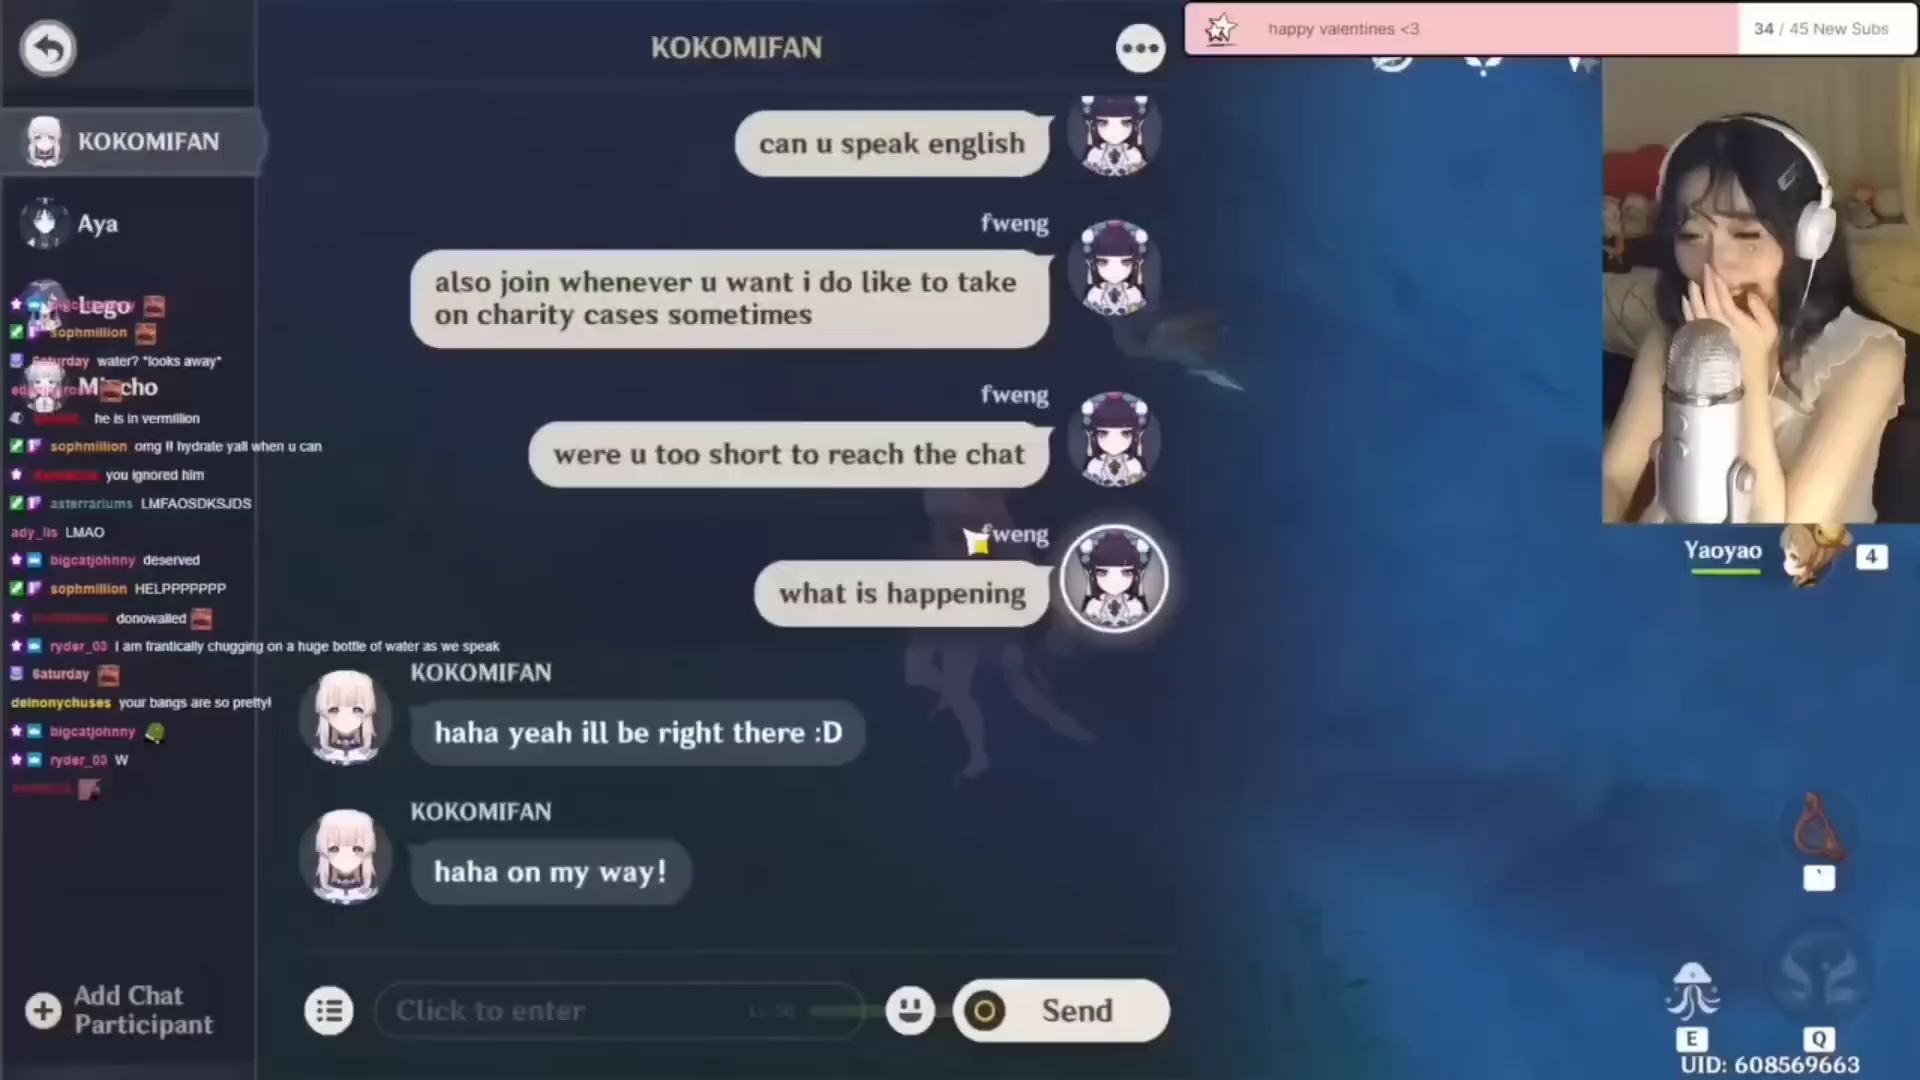 KOKOMIFAN
happy valentines <3
34 / 45 New Subs
KOKOMIFAN
Aya
Lego
sophmillion
Saturday water? *looks away*
he is in vermillion
sophmillion omg II hydrate yall when u can
you ignored him
asterrariums LMFAOSDKSJDS
ady_lis LMAO
bigcatjohnny deserved
sophmillion HELPPPPPPP
donowalled
ryder_03 I am frantically chugging on a huge bottle of water as we speak
Saturday
deinonychuses your bangs are so pretty!
bigcatjohnny
ryder_03 W
Add Chat
Participant
can u speak english
fweng
also join whenever u want i do like to take
on charity cases sometimes
fweng
were u too short to reach the chat
fweng
what is happening
KOKOMIFAN
haha yeah ill be right there :D
KOKOMIFAN
haha on my way!
Click to enter
Send
Yaoyao
4
E
Q
UID: 608569663